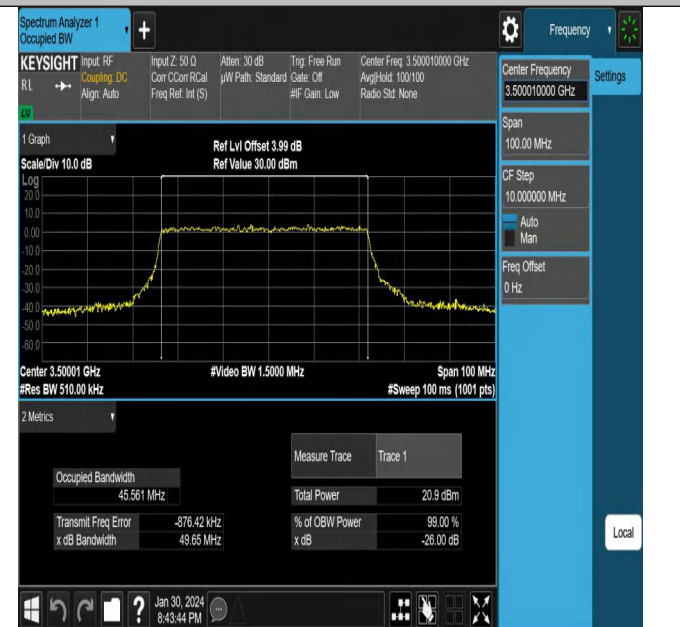 Spectrum Analyzer 1
Occupied BW
+
Frequency
KEYSIGHT
RL
Input: RF
Coupling: DC
Align: Auto
Input Z: 50 Ω
Corr CCorr RCal
Freq Ref: Int (S)
Atten: 30 dB
µW Path: Standard
Trig: Free Run
Gate: Off
#IF Gain: Low
Center Freq: 3.500010000 GHz
Avg|Hold: 100/100
Radio Std: None
Center Frequency
3.500010000 GHz
Settings
Span
100.00 MHz
CF Step
10.000000 MHz
Auto
Man
Freq Offset
0 Hz
Local
1 Graph
Scale/Div 10.0 dB
Ref Lvl Offset 3.99 dB
Ref Value 30.00 dBm
Log
20.0
10.0
0.00
-10.0
-20.0
-30.0
-40.0
-50.0
-60.0
Center 3.50001 GHz
#Video BW 1.5000 MHz
Span 100 MHz
#Res BW 510.00 kHz
#Sweep 100 ms (1001 pts)
2 Metrics
Measure Trace
Trace 1
Occupied Bandwidth
45.561 MHz
Total Power
20.9 dBm
Transmit Freq Error
-876.42 kHz
% of OBW Power
99.00 %
x dB Bandwidth
49.65 MHz
x dB
-26.00 dB
?
Jan 30, 2024
8:43:44 PM